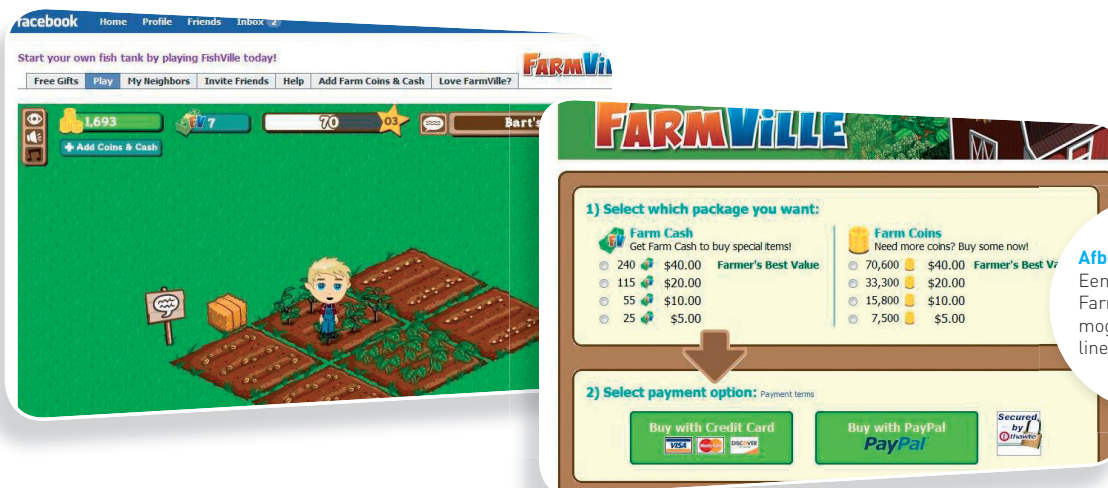 facebook Home Profile Friends Inbox 2
Start your own fish tank by playing FishVille today!
Free Gifts Play My Neighbors Invite Friends Help Add Farm Coins & Cash Love FarmVille?
1,693 FV 7 70 03 Bart's
Add Coins & Cash
FARMVILLE
1) Select which package you want:
Farm Cash
Get Farm Cash to buy special items!
240 $40.00 Farmer's Best Value
115 $20.00
55 $10.00
25 $5.00
Farm Coins
Need more coins? Buy some now!
70,600 $40.00 Farmer's Best
33,300 $20.00
15,800 $10.00
7,500 $5.00
2) Select payment option: Payment terms
Buy with Credit Card
VISA MasterCard DISCOVER
Buy with PayPal
PayPal
Secured
by
thawte
Een